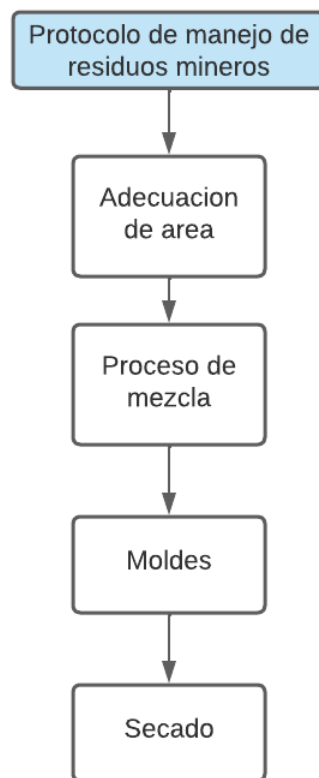 Protocolo de manejo de
residuos mineros
Adecuacion
de area
Proceso de
mezcla
Moldes
Secado